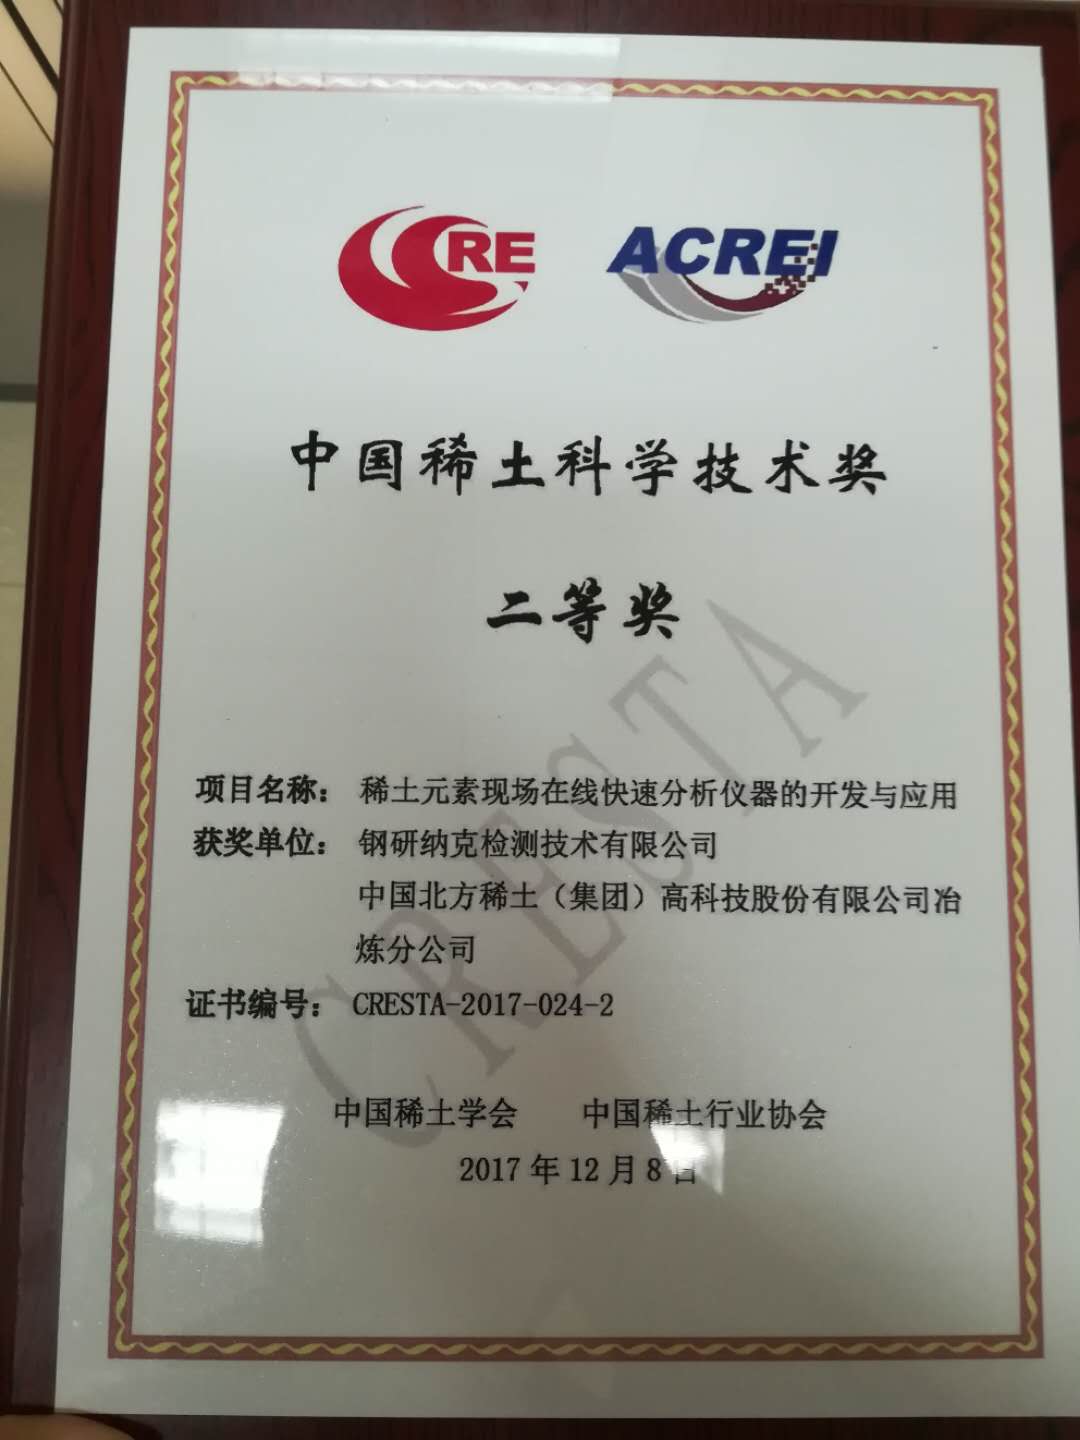 CRE ACREI
中国稀土科学技术奖
二等奖
项目名称： 稀土元素现场在线快速分析仪器的开发与应用
获奖单位： 钢研纳克检测技术有限公司
中国北方稀土（集团）高科技股份有限公司冶
炼分公司
证书编号： CRESTA-2017-024-2
中国稀土学会 中国稀土行业协会
2017年12月8日
CRESTA